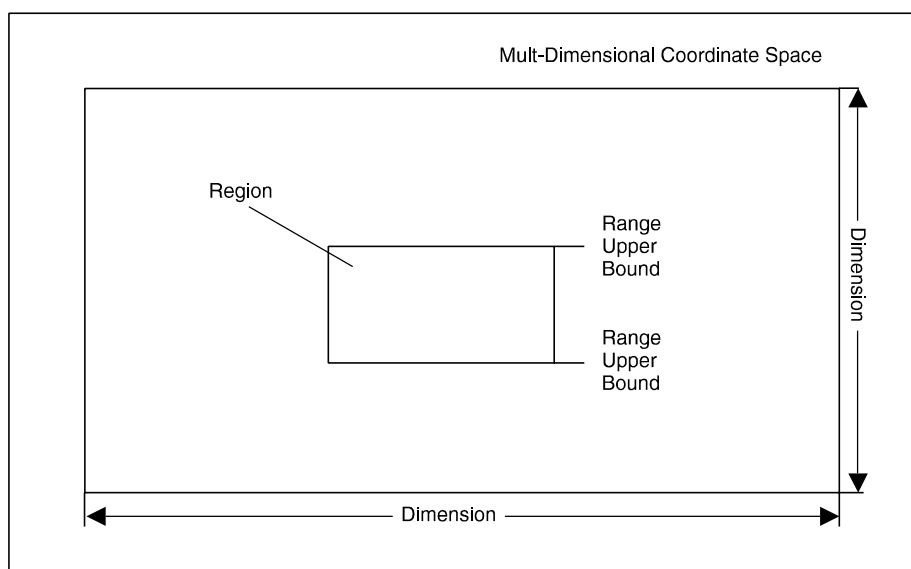 Mult-Dimensional Coordinate Space
Region
Range
Upper
Bound
Dimension
Range
Upper
Bound
Dimension